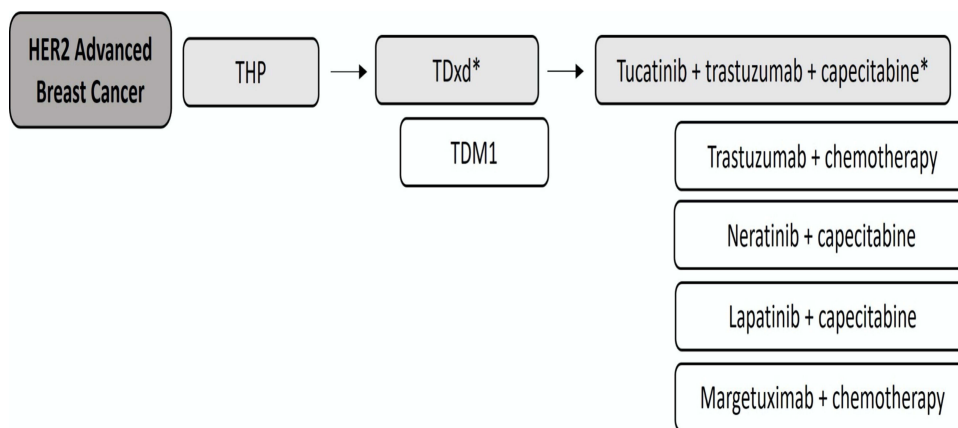 HER2 Advanced
Breast Cancer
THP
TDxd*
Tucatinib + trastuzumab + capecitabine*
TDM1
Trastuzumab + chemotherapy
Neratinib + capecitabine
Lapatinib + capecitabine
Margetuximab + chemotherapy